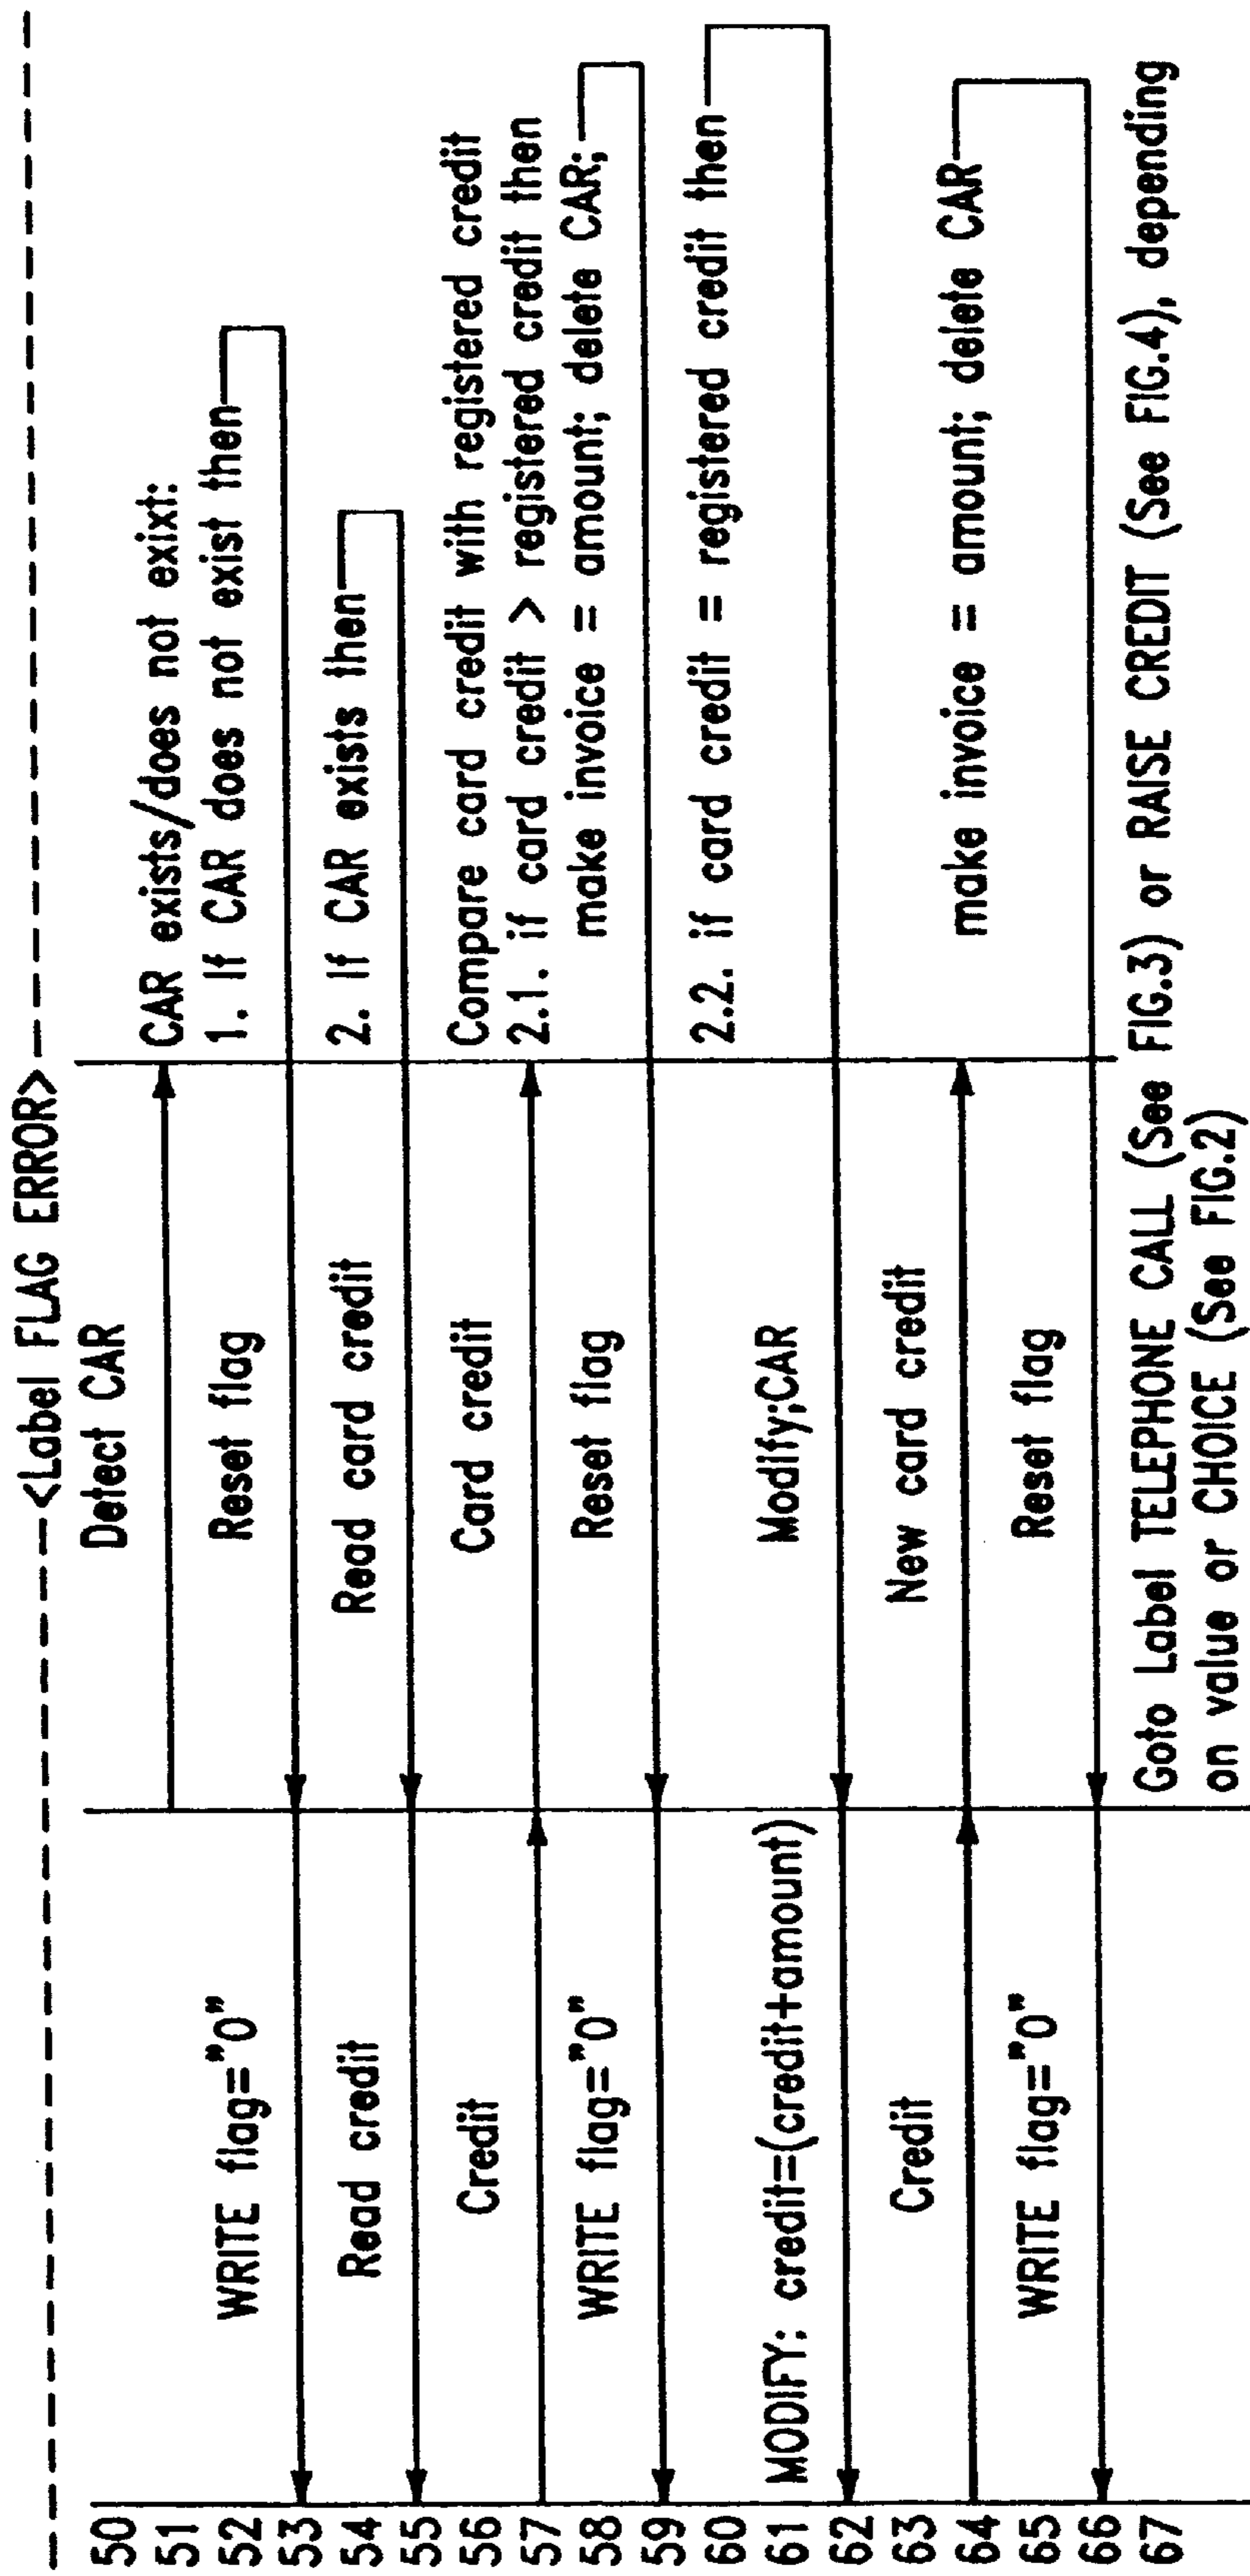 <Label FLAG ERROR>
50 Detect CAR
51 CAR exists/does not exixt:
52 WRITE flag="0" Reset flag 1. If CAR does not exist then
53
54 Read credit Read card credit 2. If CAR exists then
55
56 Credit Card credit Compare card credit with registered credit
57 2.1. if card credit > registered credit then
58 WRITE flag="0" Reset flag make invoice = amount; delete CAR;
59
60 2.2. if card credit = registered credit then
61 MODIFY: credit=(credit+amount) Modify;CAR
62
63 Credit New card credit
64 make invoice = amount; delete CAR
65 WRITE flag="0" Reset flag
66
67 Goto Label TELEPHONE CALL (See FIG.3) or RAISE CREDIT (See FIG.4), depending
on value or CHOICE (See FIG.2)